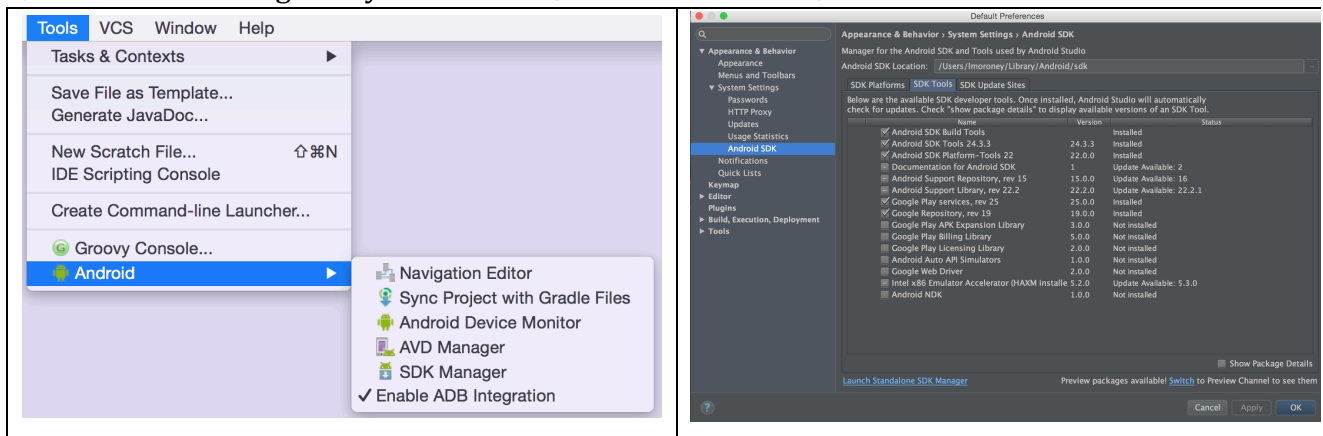 Tools VCS Window Help
Tasks & Contexts
Save File as Template...
Generate JavaDoc...
New Scratch File... ⇧⌘N
IDE Scripting Console
Create Command-line Launcher...
Groovy Console...
Android
Navigation Editor
Sync Project with Gradle Files
Android Device Monitor
AVD Manager
SDK Manager
✓ Enable ADB Integration
Default Preferences
Appearance & Behavior
Appearance
Menus and Toolbars
System Settings
Passwords
HTTP Proxy
Updates
Usage Statistics
Android SDK
Notifications
Quick Lists
Keymap
Editor
Plugins
Build, Execution, Deployment
Tools
Appearance & Behavior › System Settings › Android SDK
Manager for the Android SDK and Tools used by Android Studio
Android SDK Location: /Users/lmoroney/Library/Android/sdk
SDK Platforms SDK Tools SDK Update Sites
Below are the available SDK developer tools. Once installed, Android Studio will automatically
check for updates. Check "show package details" to display available versions of an SDK Tool.
Name Version Status
Android SDK Build Tools Installed
Android SDK Tools 24.3.3 24.3.3 Installed
Android SDK Platform-Tools 22 22.0.0 Installed
Documentation for Android SDK 1 Update Available: 2
Android Support Repository, rev 15 15.0.0 Update Available: 16
Android Support Library, rev 22.2 22.2.0 Update Available: 22.2.1
Google Play services, rev 25 25.0.0 Installed
Google Repository, rev 19 19.0.0 Installed
Google Play APK Expansion Library 3.0.0 Not installed
Google Play Billing Library 5.0.0 Not installed
Google Play Licensing Library 2.0.0 Not installed
Android Auto API Simulators 1.0.0 Not installed
Google Web Driver 2.0.0 Not installed
Intel x86 Emulator Accelerator (HAXM installe 5.2.0 Update Available: 5.3.0
Android NDK 1.0.0 Not installed
Show Package Details
Launch Standalone SDK Manager Preview packages available! Switch to Preview Channel to see them
? Cancel Apply OK